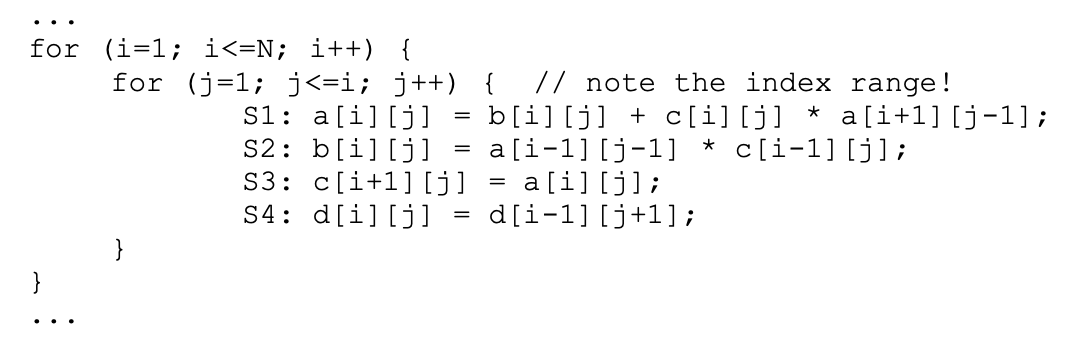 ...
for (i=1; i<=N; i++) {
for (j=1; j<=i; j++) { // note the index range!
S1: a[i][j] = b[i][j] + c[i][j] * a[i+1][j-1];
S2: b[i][j] = a[i-1][j-1] * c[i-1][j];
S3: c[i+1][j] = a[i][j];
S4: d[i][j] = d[i-1][j+1];
}
}
...